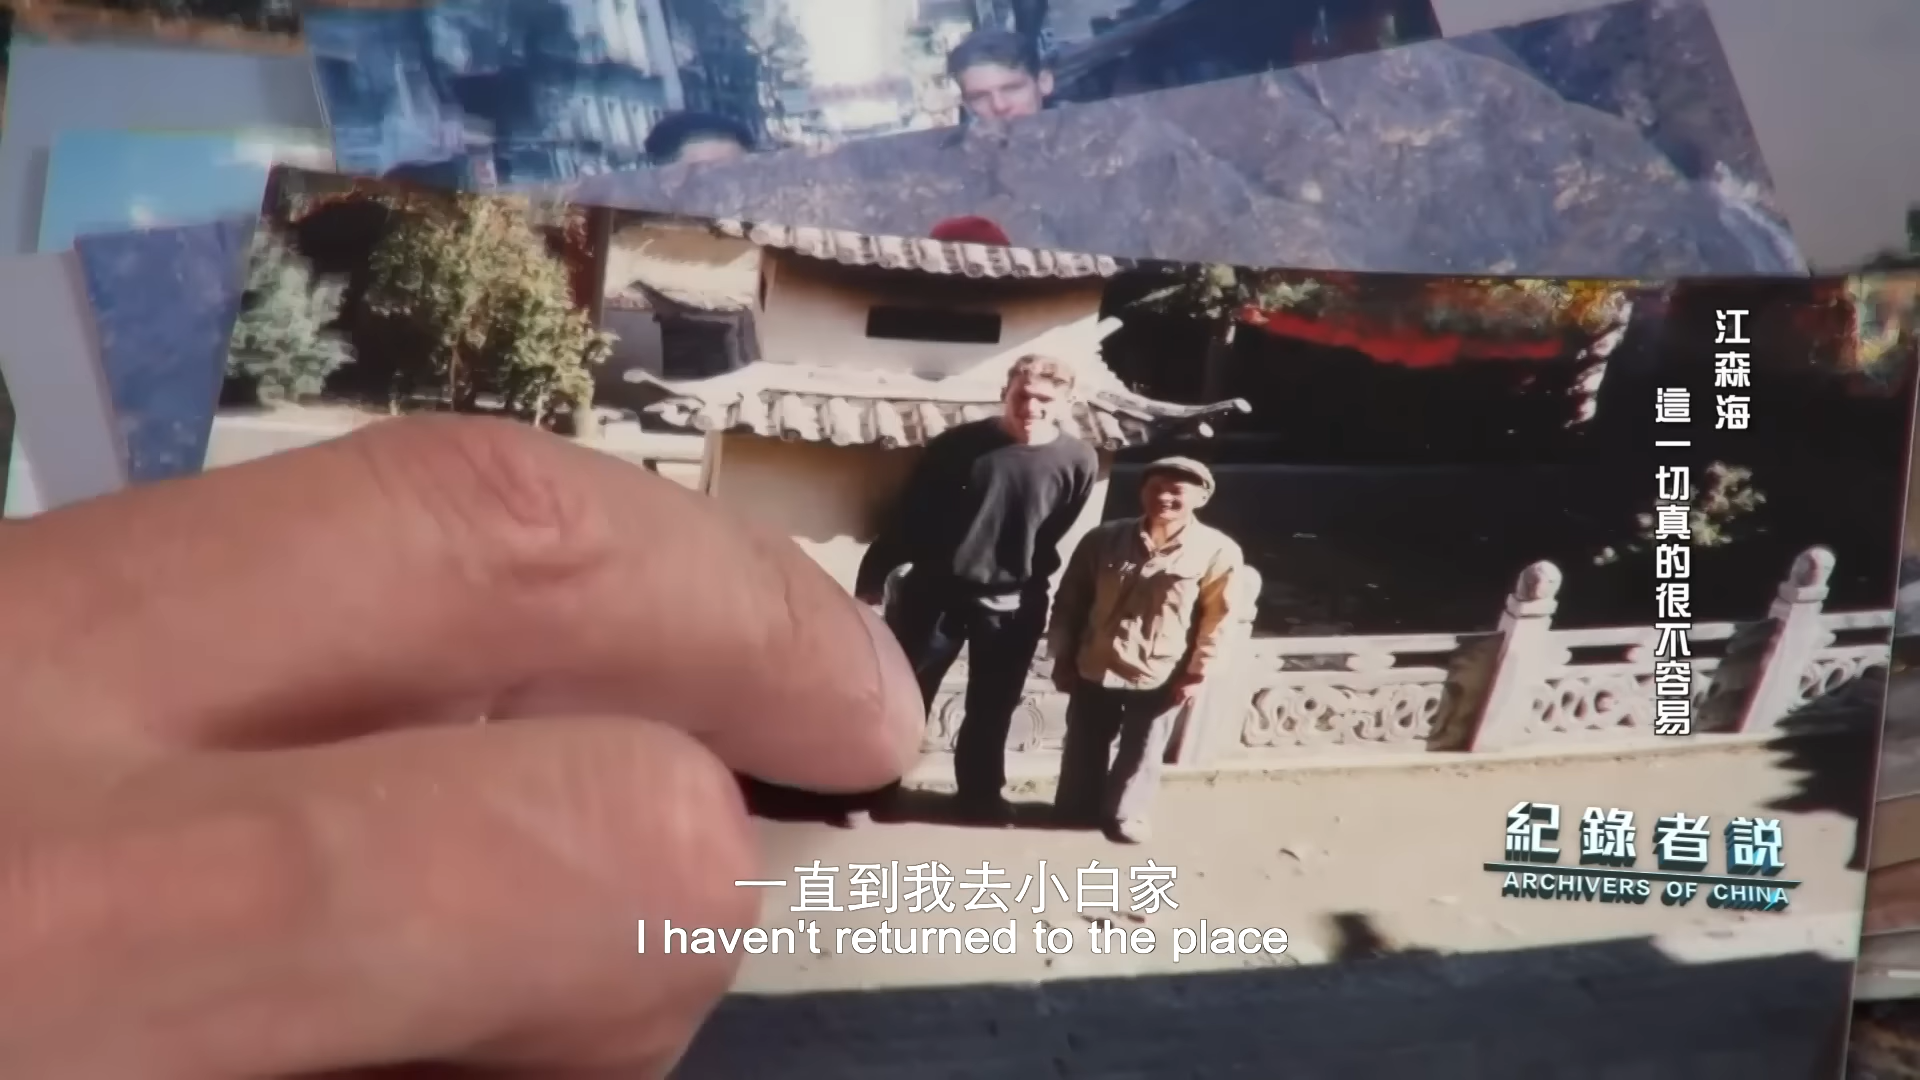 江森海
這一切真的很不容易
紀錄者説
ARCHIVERS OF CHINA
一直到我去小白家
I haven't returned to the place